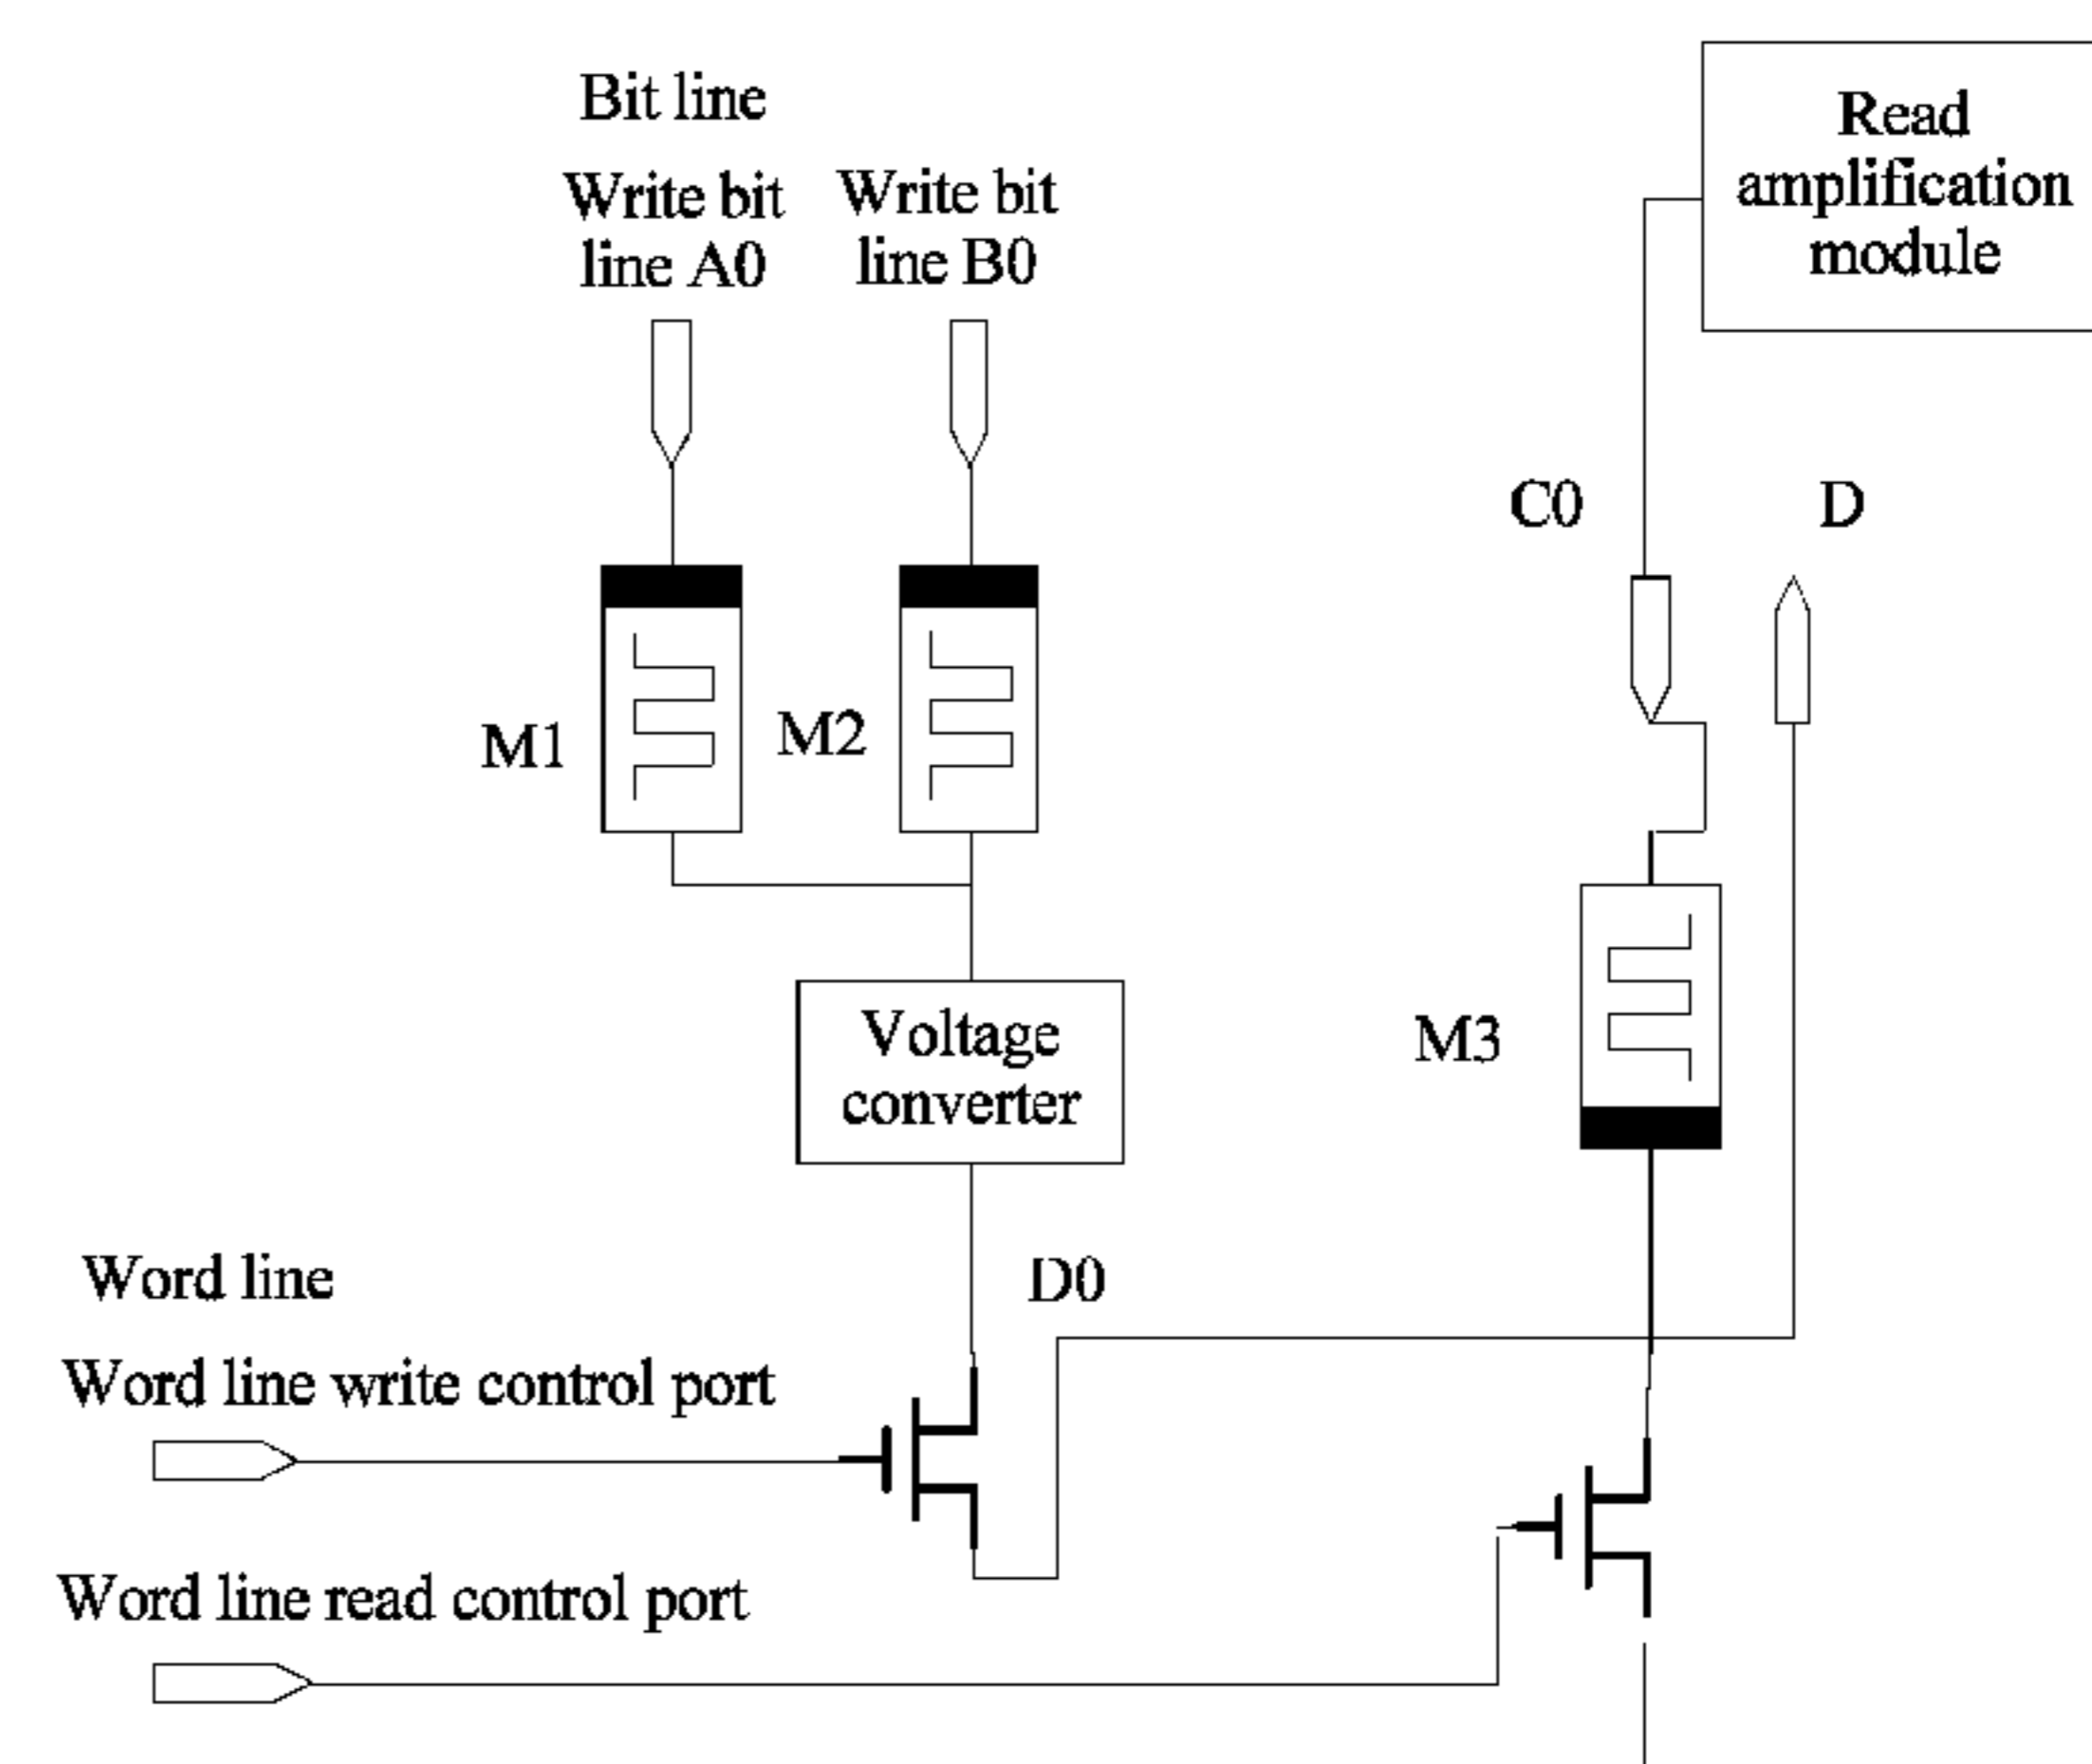 Bit line
Write bit
line A0
Write bit
line B0
Read
amplification
module
C0
D
M1
M2
Voltage
converter
M3
D0
Word line
Word line write control port
Word line read control port